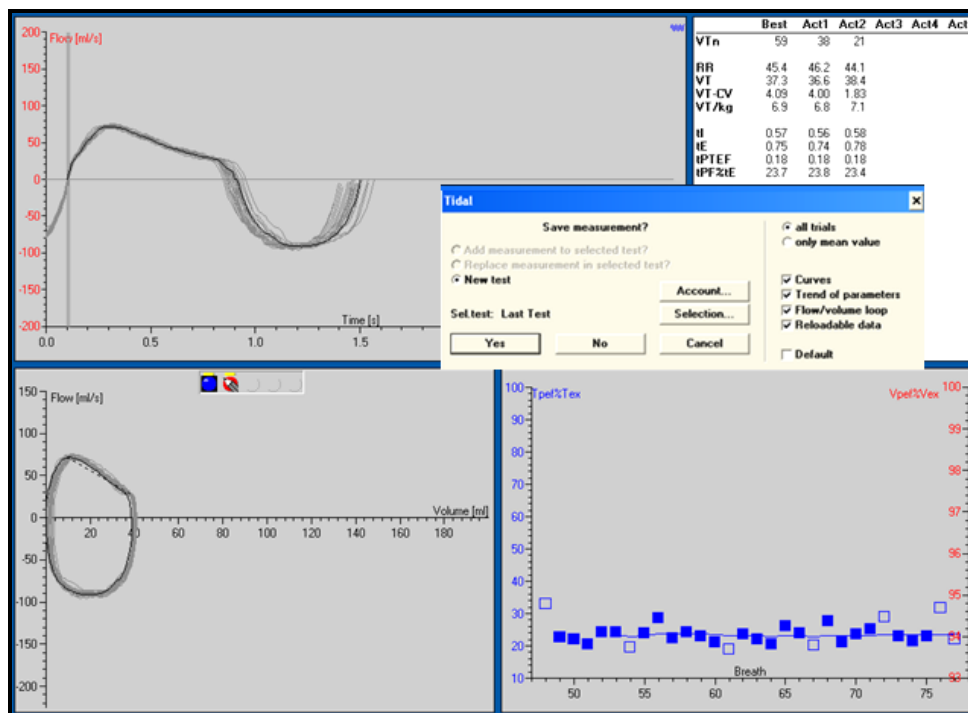 Flow [ml/s]
200
150
100
50
0
-50
-100
-150
-200
Time [s]
0.0 0.5 1.0 1.5
Best Act1 Act2 Act3 Act4 Act
VTn 59 38 21
RR 45.4 46.2 44.1
VT 37.3 36.6 38.4
VT-CV 4.09 4.00 1.83
VT/kg 6.9 6.8 7.1
tI 0.57 0.56 0.58
tE 0.75 0.74 0.78
tPTEF 0.18 0.18 0.18
tPF%tE 23.7 23.8 23.4
Tidal
Save measurement?
Add measurement to selected test?
Replace measurement in selected test?
New test
Account...
Sel.test: Last Test
Selection...
Yes No Cancel
all trials
only mean value
Curves
Trend of parameters
Flow/volume loop
Reloadable data
Default
150
Flow [ml/s]
100
50
0
-50
-100
-150
-200
Volume [ml]
20 40 60 80 100 120 140 160 180
100
Tpef%Tex
90
80
70
60
50
40
30
20
10
Vpef%Vex
100
99
98
97
96
95
94
93
Breath
50 55 60 65 70 75